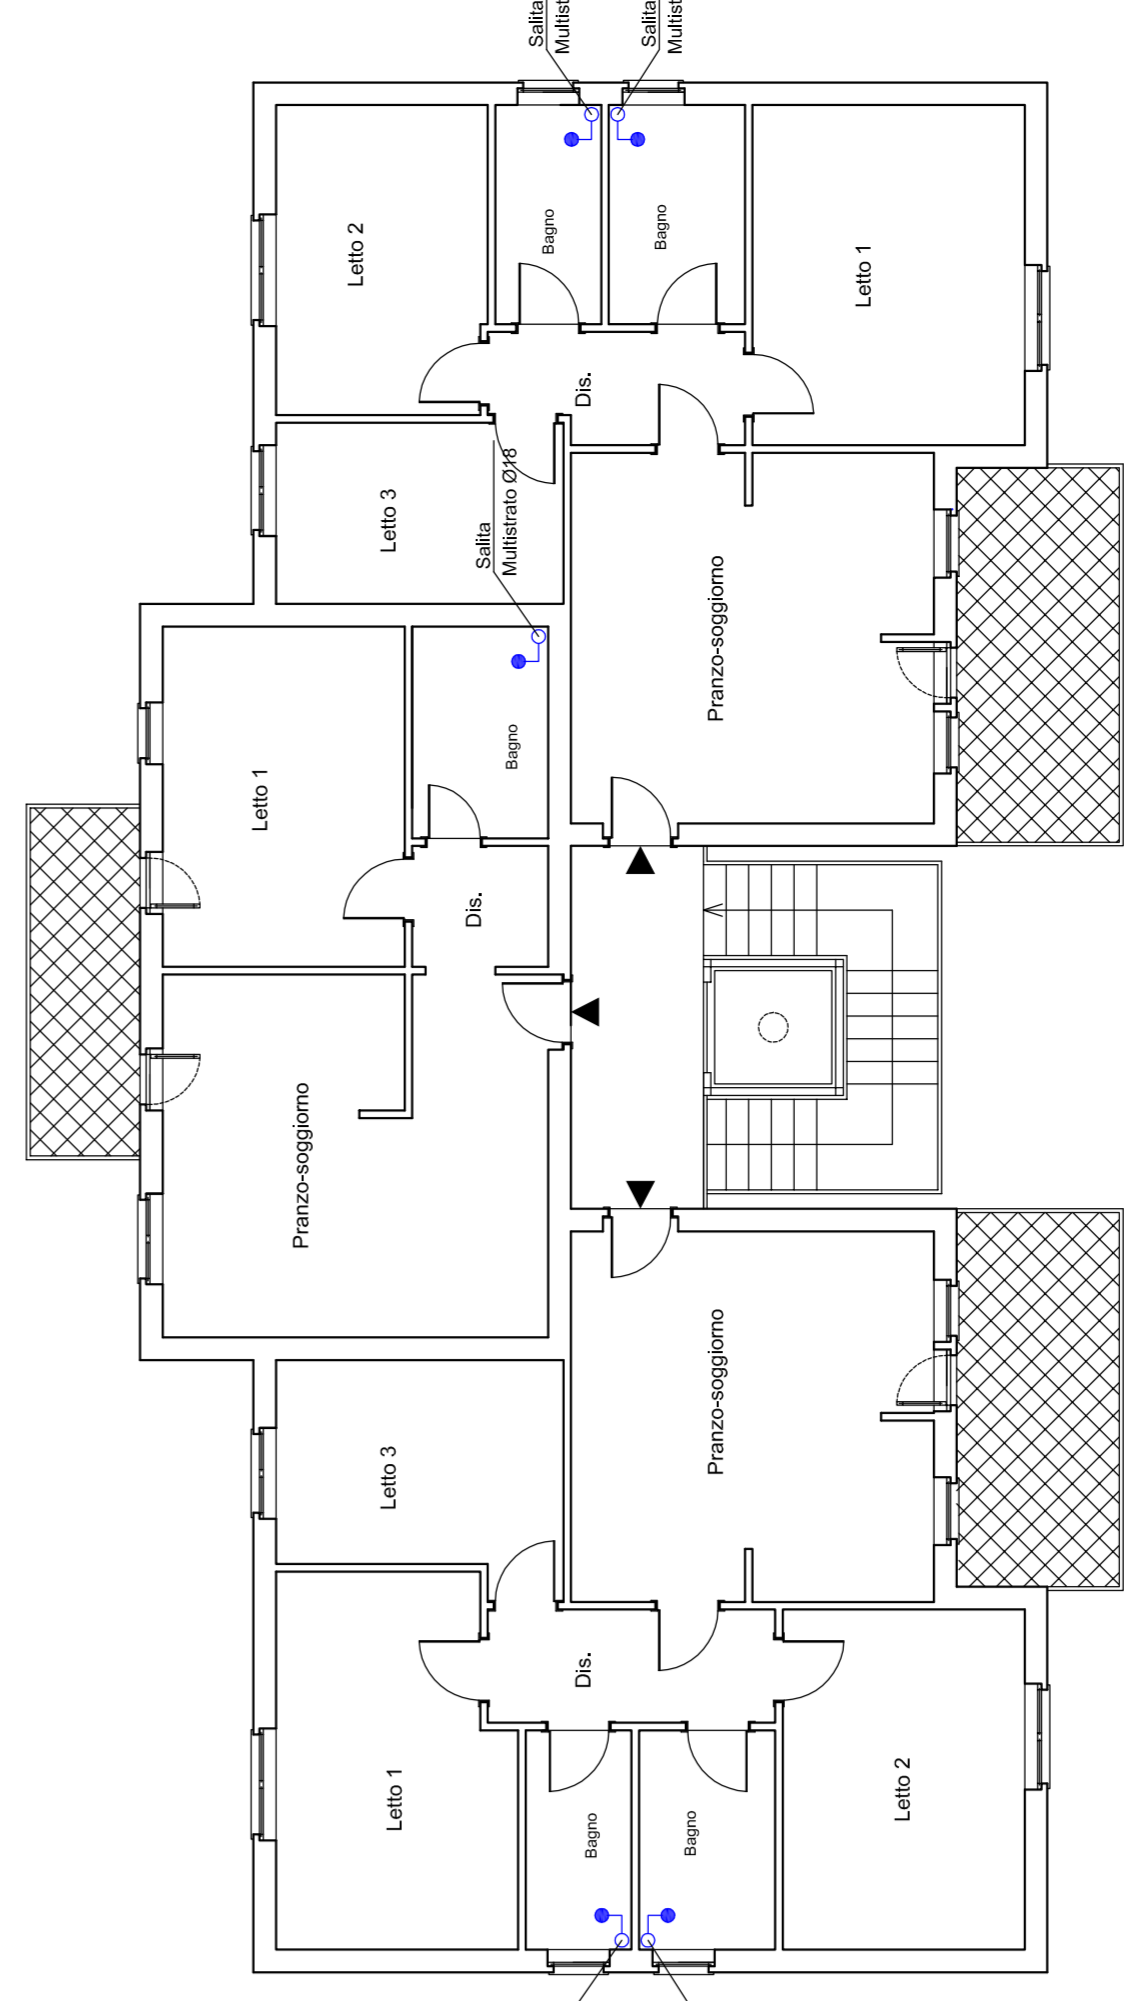 Salita
Multist
Salita
Multist
Letto 2
Bagno
Bagno
Letto 1
Dis.
Letto 3
Salita
Multistrato Ø18
Pranzo-soggiorno
Letto 1
Bagno
Dis.
Pranzo-soggiorno
Pranzo-soggiorno
Letto 3
Dis.
Letto 1
Bagno
Bagno
Letto 2